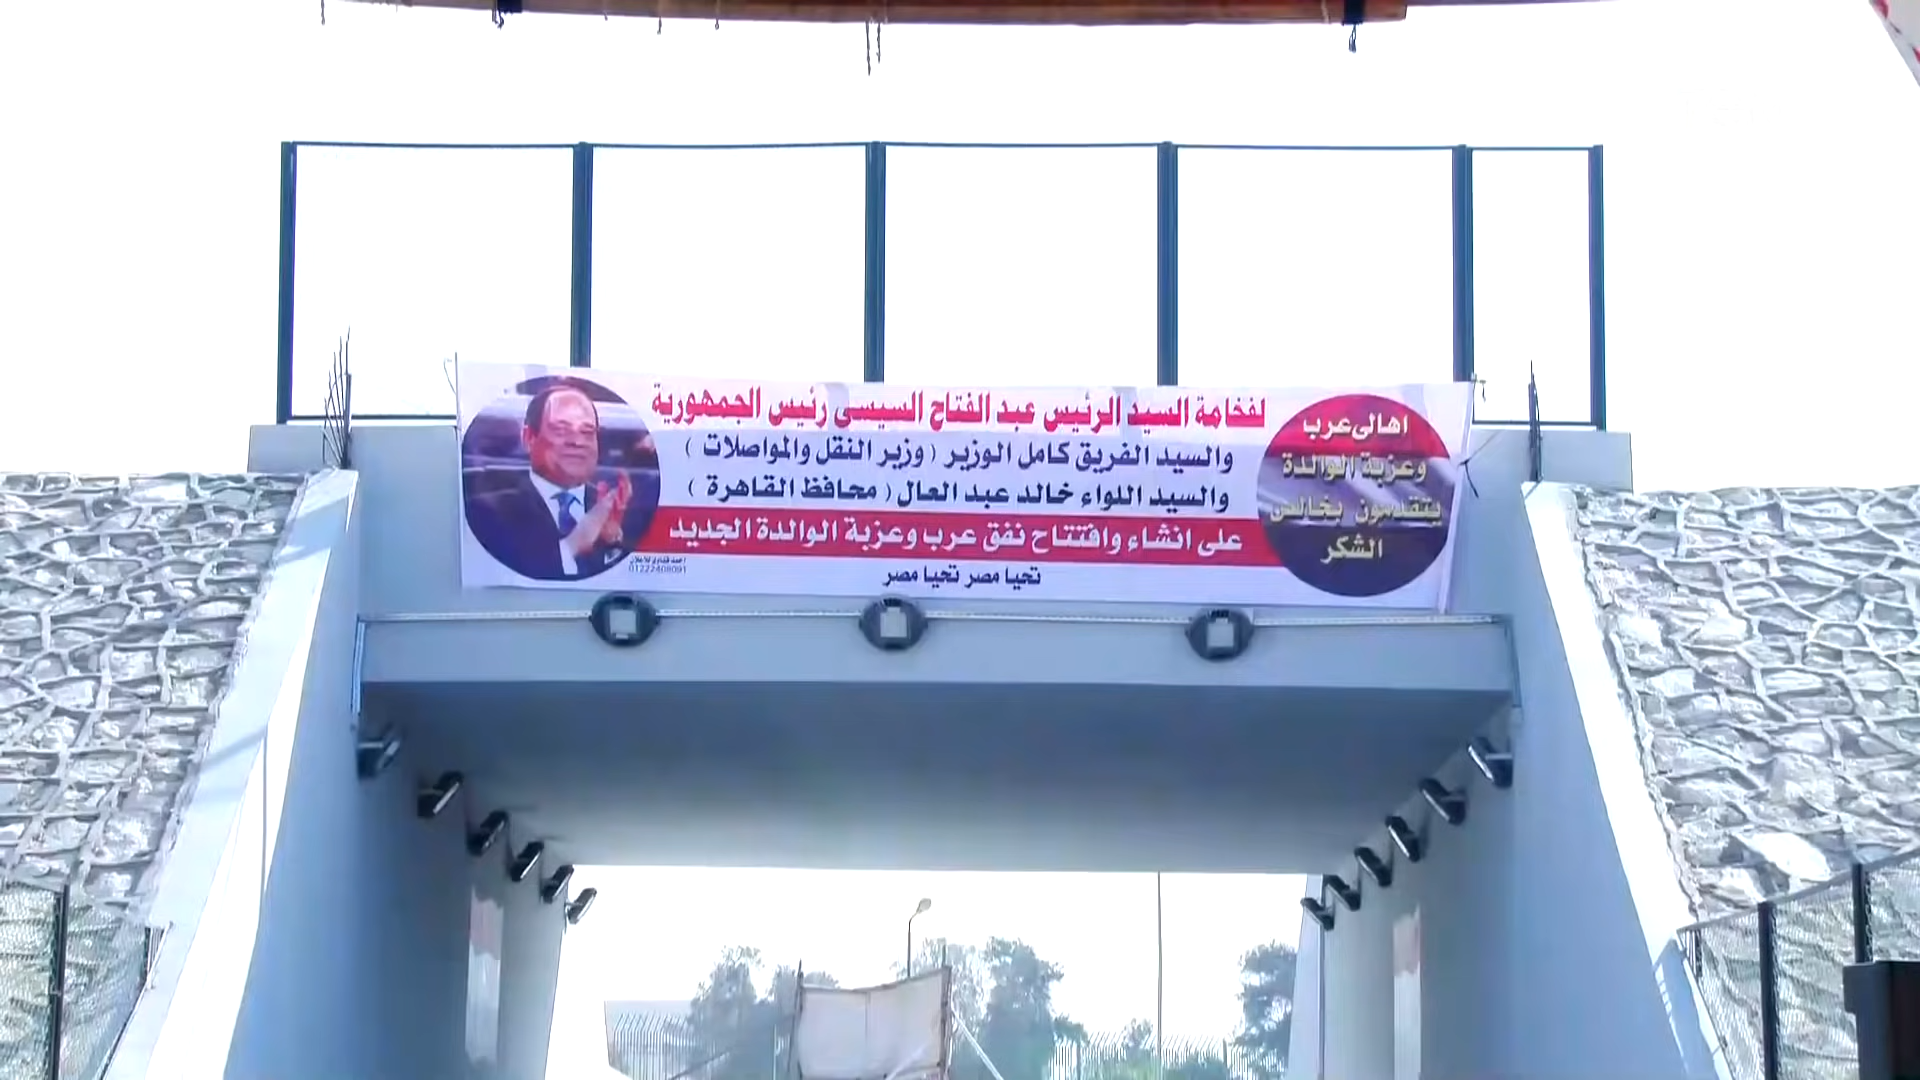 اهالى عرب
وعزبة الوالدة
يتقدمون بخالص
الشكر
لفخامة السيد الرئيس عبد الفتاح السيسى رئيس الجمهورية
والسيد الفريق كامل الوزير ( وزير النقل والمواصلات )
والسيد اللواء خالد عبد العال ( محافظ القاهرة )
على انشاء وافتتاح نفق عرب وعزبة الوالدة الجديد
تحيا مصر تحيا مصر
01222408091